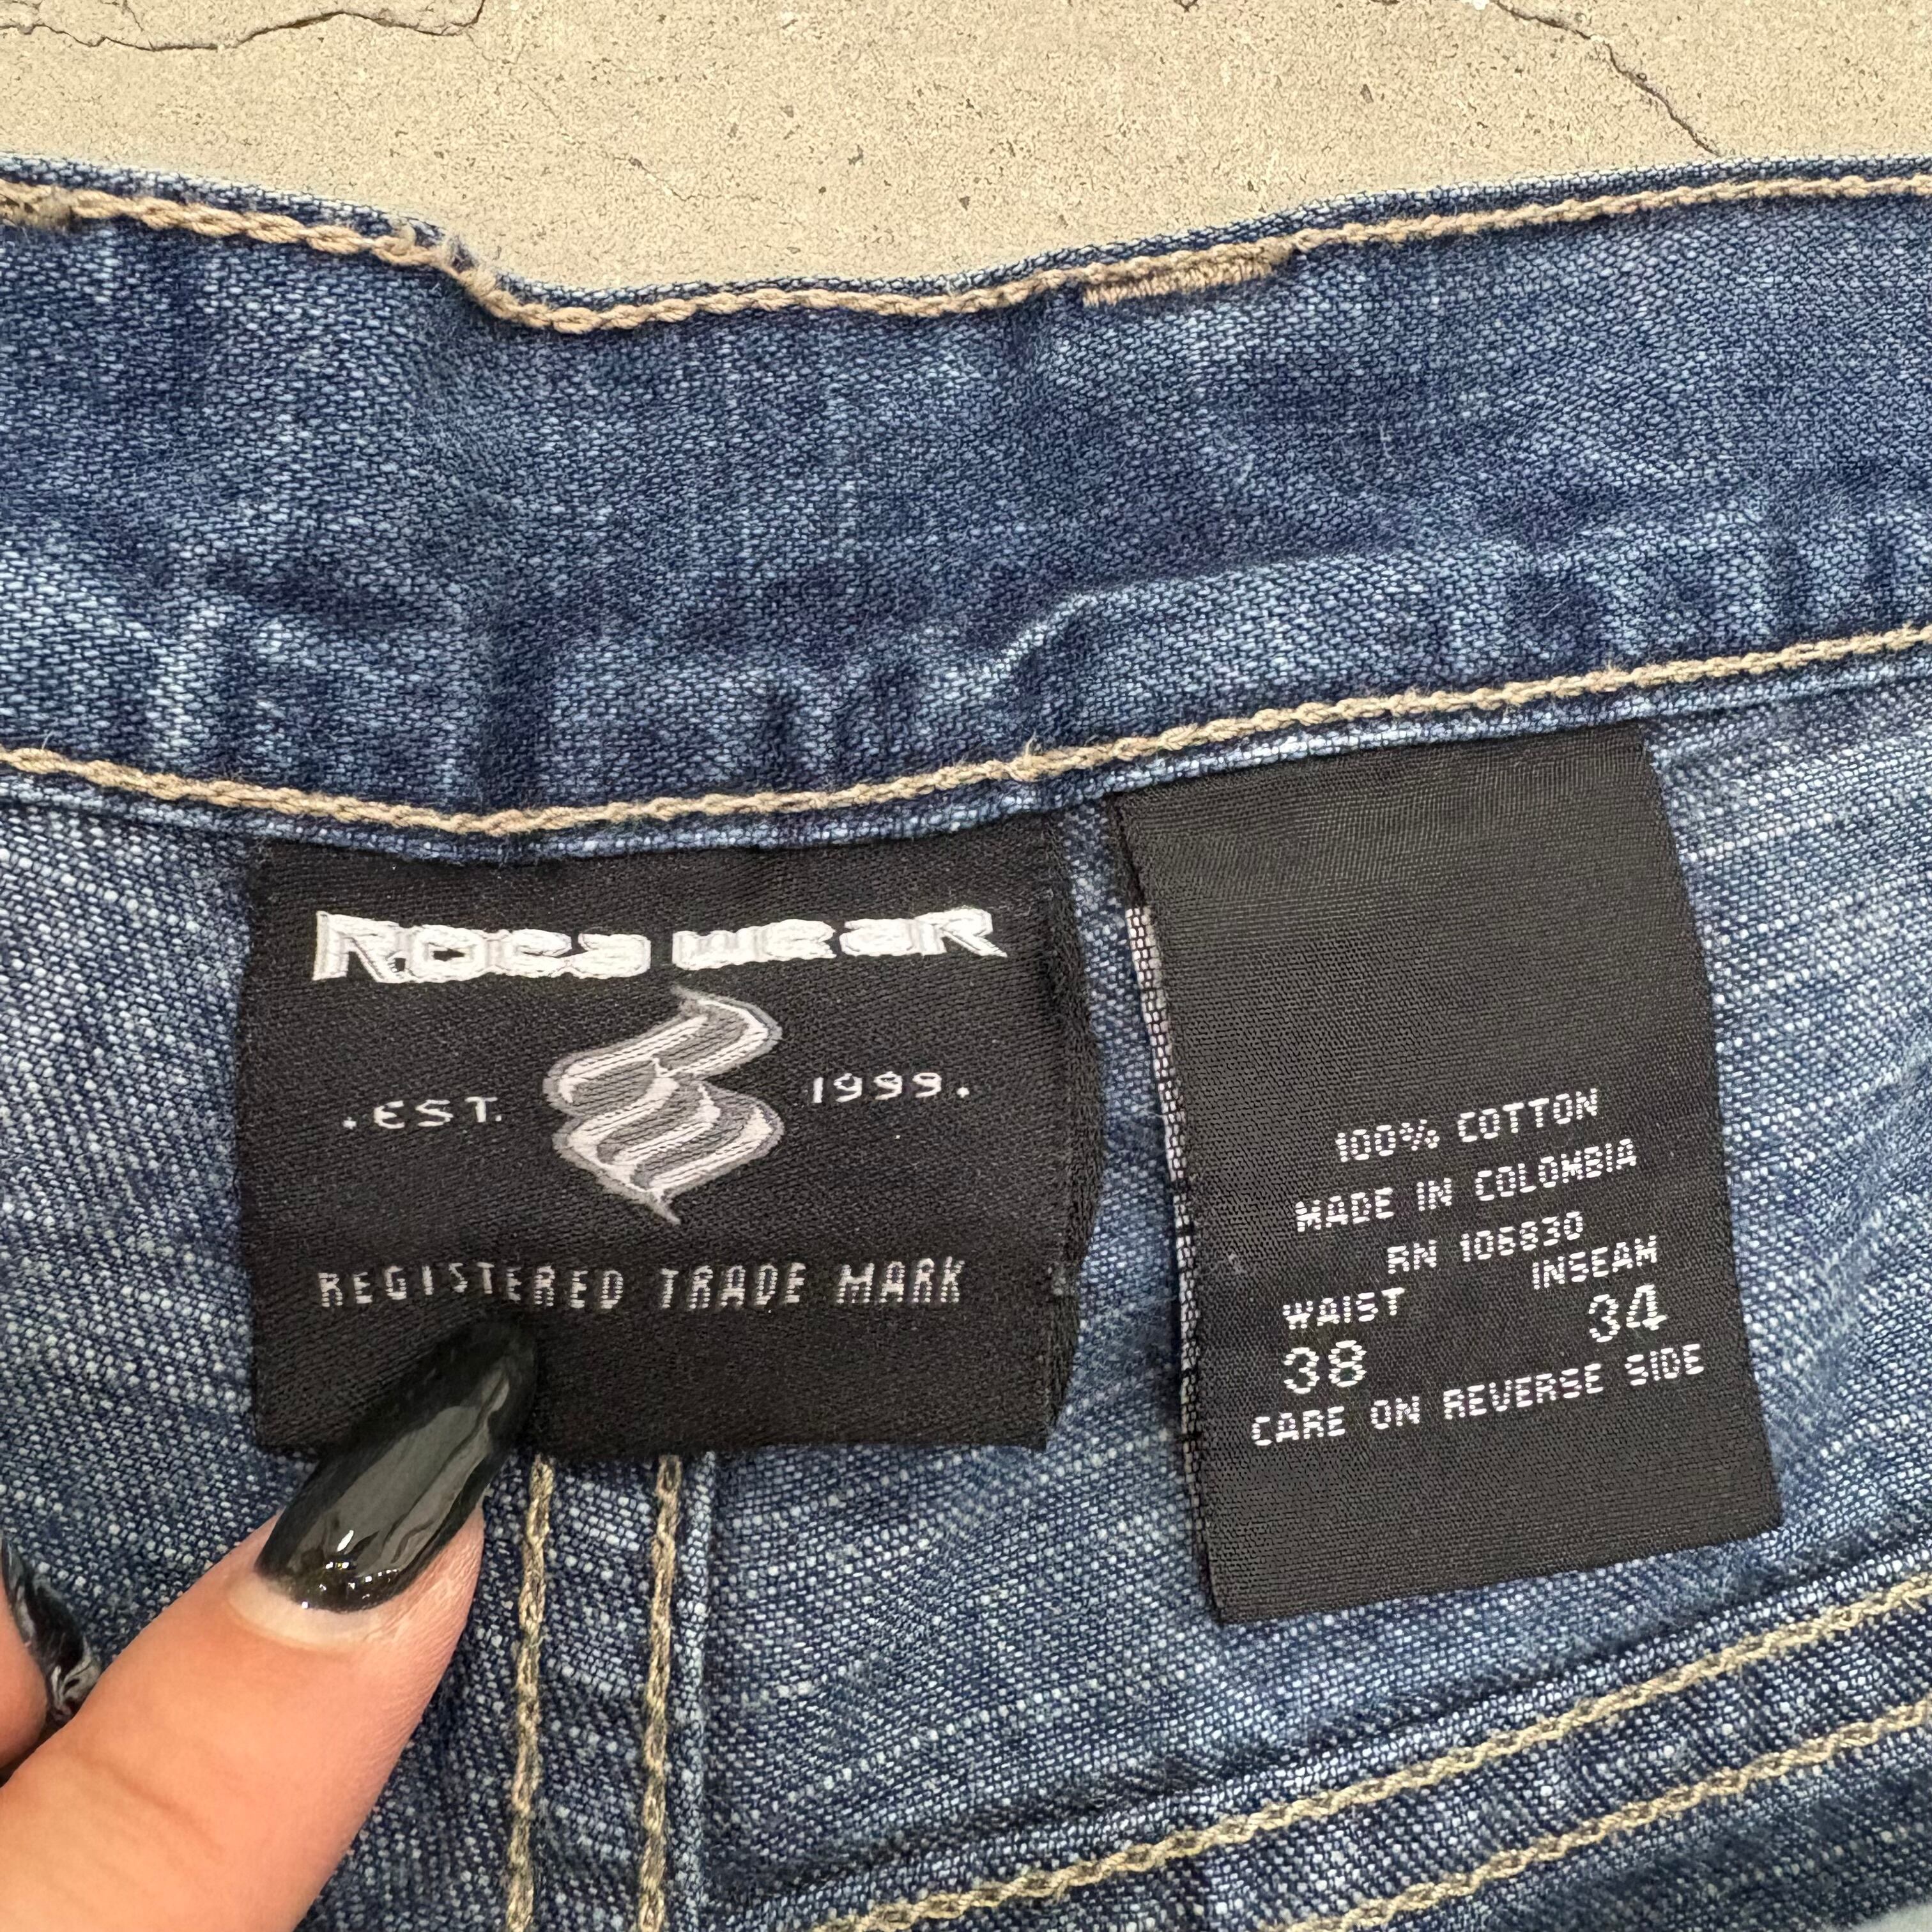 Roca wear
.EST. 1999.
REGISTERED TRADE MARK
100% COTTON
MADE IN COLOMBIA
RN 106830
WAIST INSEAM
38 34
CARE ON REVERSE SIDE